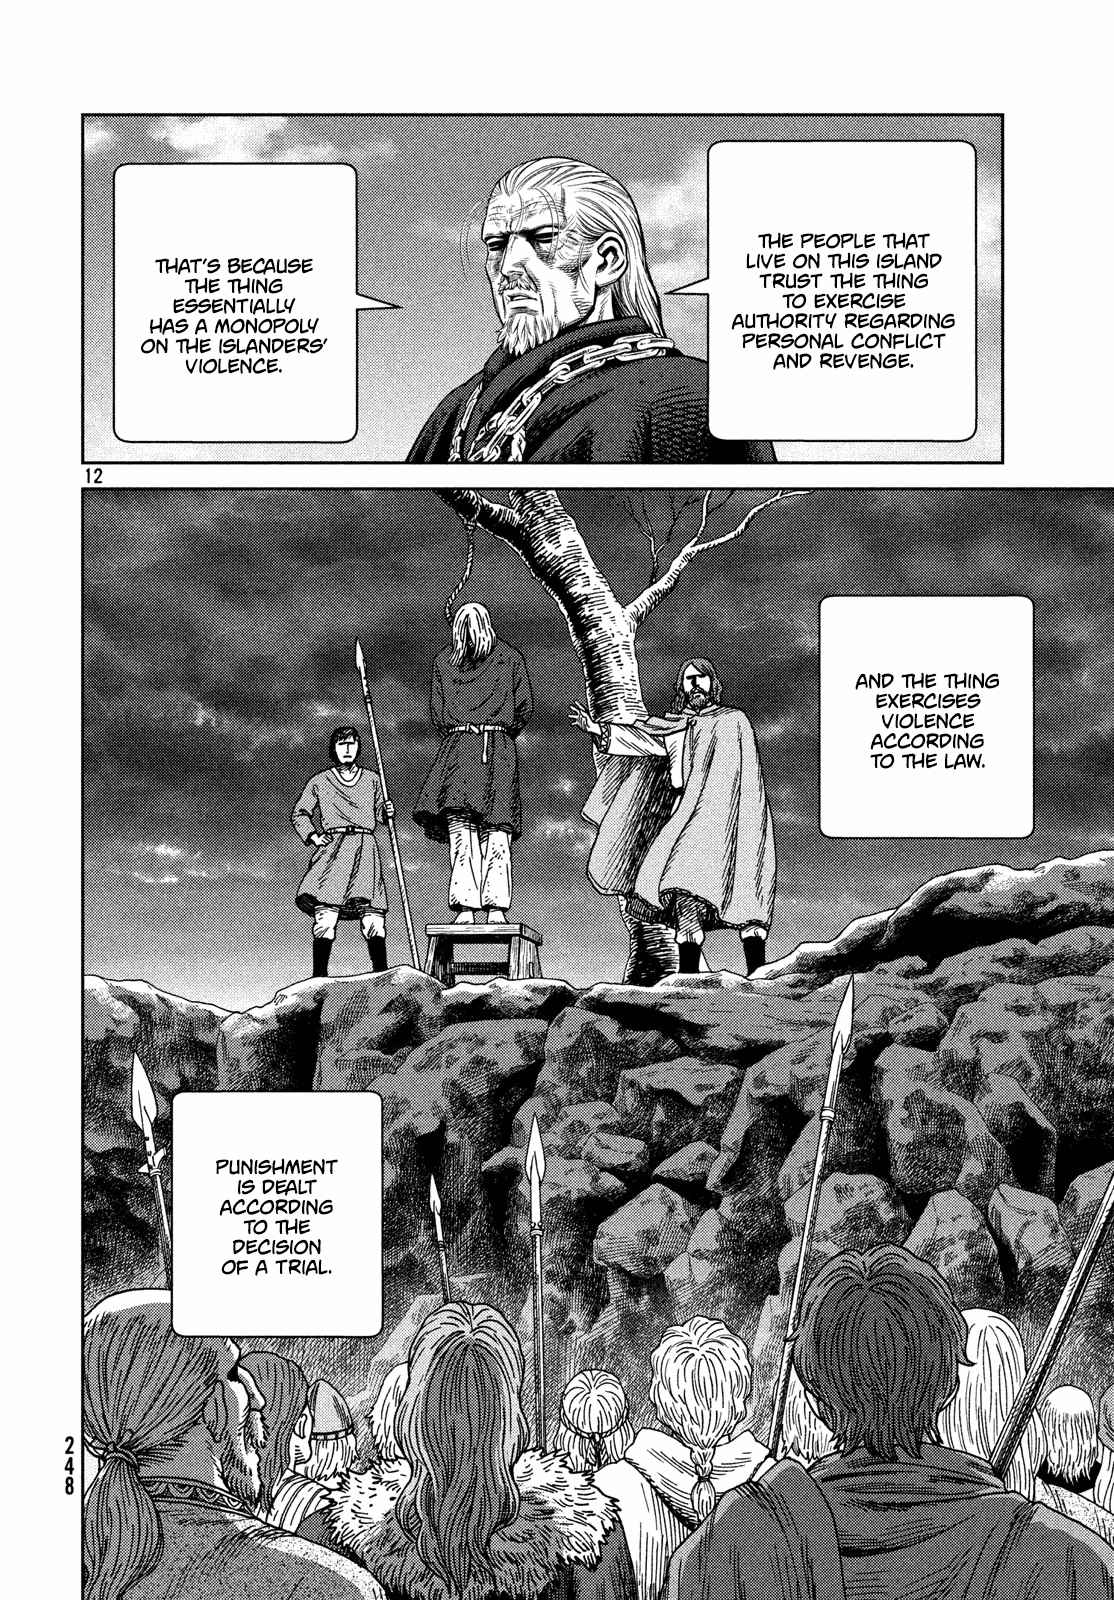 THE PEOPLE THAT
LIVE ON THIS ISLAND
TRUST THE THING
TO EXERCISE
AUTHORITY REGARDING
PERSONAL CONFLICT
AND REVENGE.
THAT'S BECAUSE
THE THING
ESSENTIALLY
HAS A MONOPOLY
ON THE ISLANDERS'
VIOLENCE.
12
AND THE THING
EXERCISES
VIOLENCE
ACCORDING
TO THE LAW.
PUNISHMENT
IS DEALT
ACCORDING
TO THE
DECISION
OF A TRIAL.
248